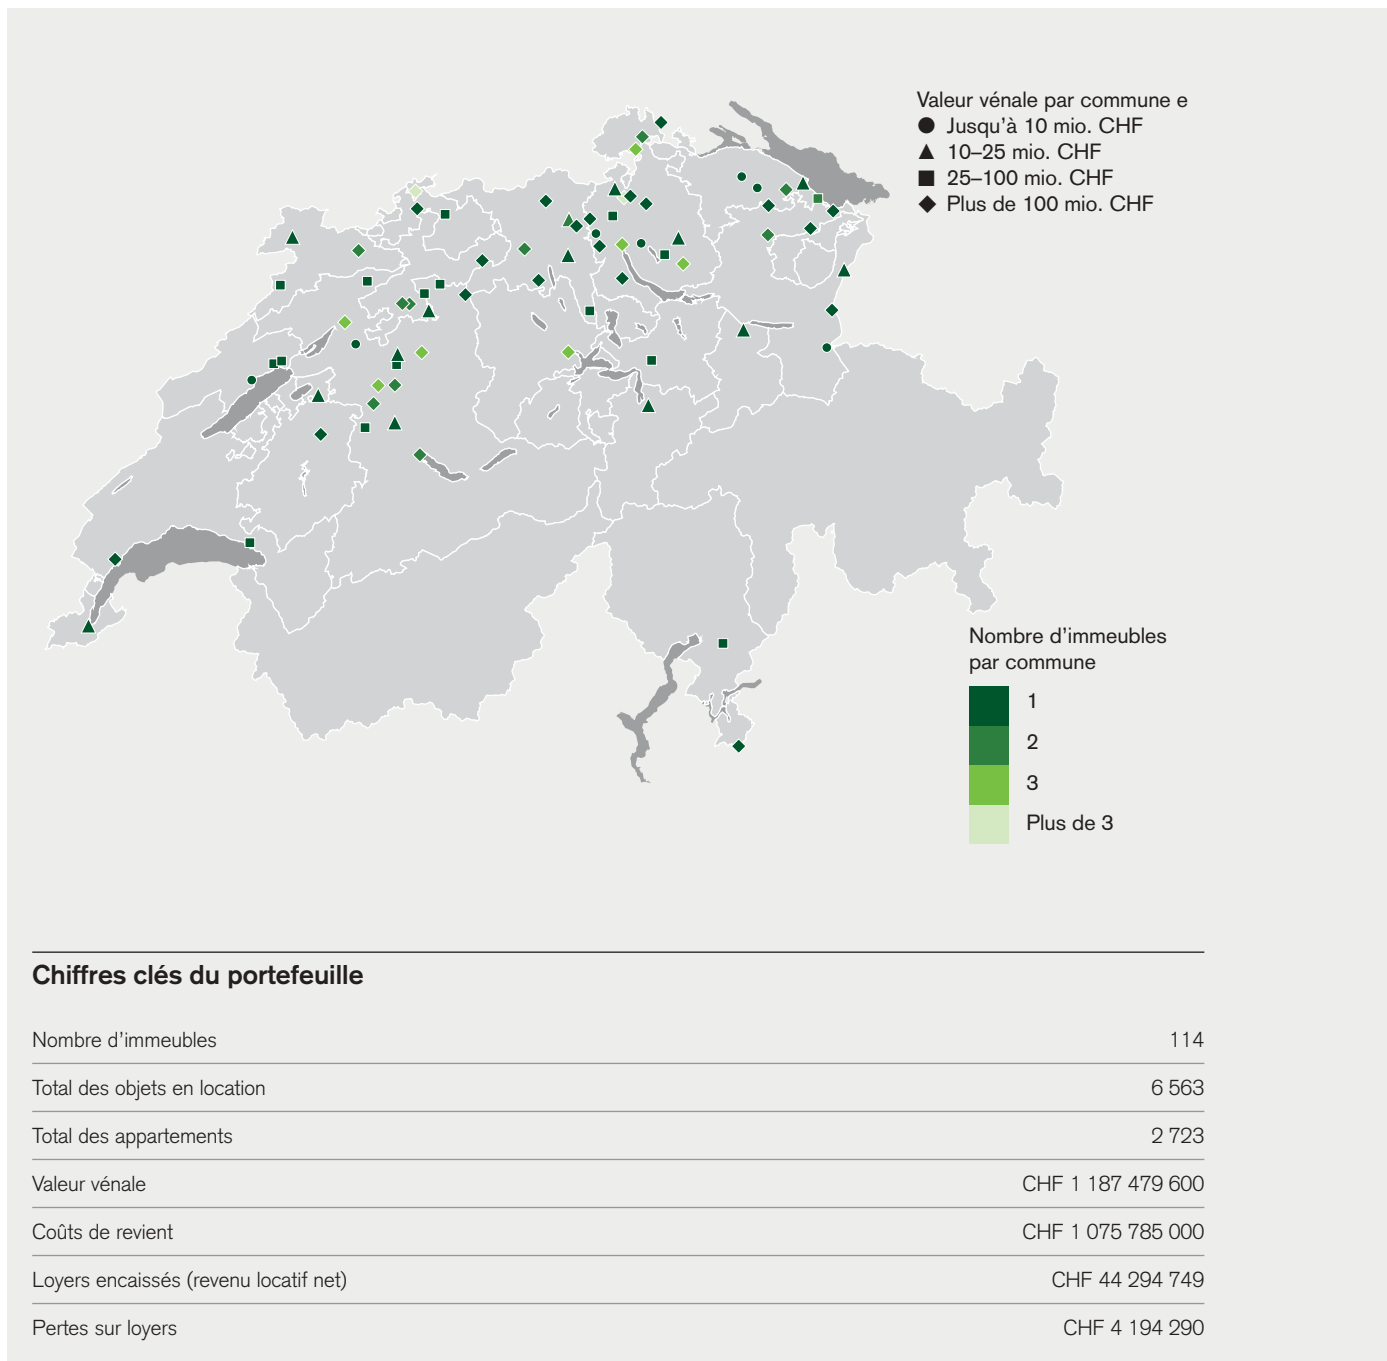 Valeur vénale par commune e
Jusqu'à 10 mio. CHF
10–25 mio. CHF
25–100 mio. CHF
Plus de 100 mio. CHF
Nombre d'immeubles
par commune
1
2
3
Plus de 3
Chiffres clés du portefeuille
Nombre d'immeubles 114
Total des objets en location 6 563
Total des appartements 2 723
Valeur vénale CHF 1 187 479 600
Coûts de revient CHF 1 075 785 000
Loyers encaissés (revenu locatif net) CHF 44 294 749
Pertes sur loyers CHF 4 194 290